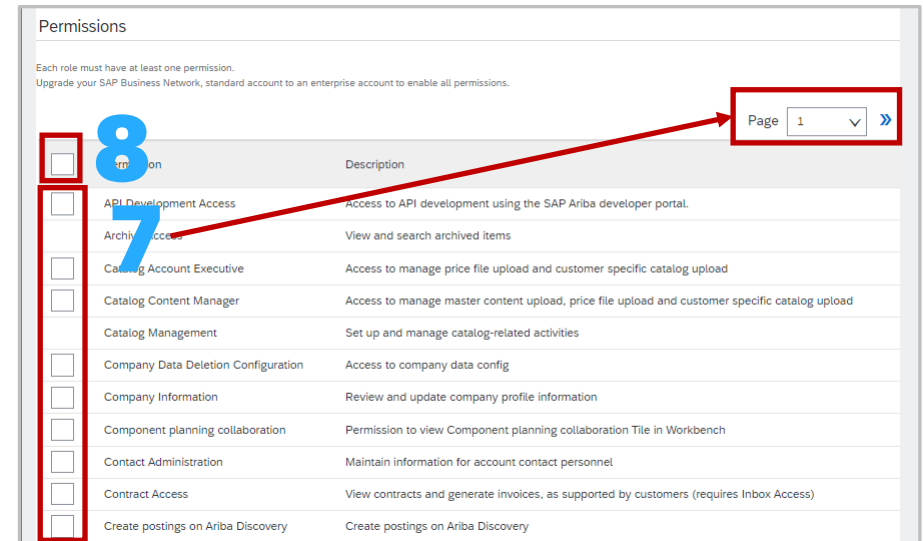 Permissions
Each role must have at least one permission.
Upgrade your SAP Business Network, standard account to an enterprise account to enable all permissions.
Page 1 »
8
Description
API Development Access Access to API development using the SAP Ariba developer portal.
7
View and search archived items
Account Executive Access to manage price file upload and customer specific catalog upload
Catalog Content Manager Access to manage master content upload, price file upload and customer specific catalog upload
Catalog Management Set up and manage catalog-related activities
Company Data Deletion Configuration Access to company data config
Company Information Review and update company profile information
Component planning collaboration Permission to view Component planning collaboration Tile in Workbench
Contact Administration Maintain information for account contact personnel
Contract Access View contracts and generate invoices, as supported by customers (requires Inbox Access)
Create postings on Ariba Discovery Create postings on Ariba Discovery